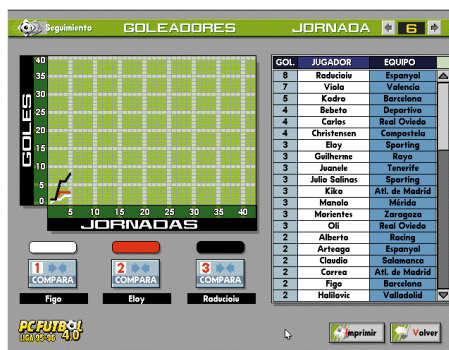 Seguimiento GOLEADORES JORNADA 6
GOL. JUGADOR EQUIPO
8 Raducioiu Espanyol
7 Viola Valencia
5 Kodro Barcelona
4 Bebeto Deportivo
4 Carlos Real Oviedo
4 Christensen Compostela
3 Eloy Sporting
3 Guilherme Rayo
3 Juanele Tenerife
3 Julio Salinas Sporting
3 Kiko Atl. de Madrid
3 Manolo Mérida
3 Morientes Zaragoza
3 Oli Real Oviedo
2 Alberto Racing
2 Arteaga Espanyol
2 Claudio Salamanca
2 Correa Atl. de Madrid
2 Figo Barcelona
2 Halilovic Valladolid
GOLES
40
35
30
25
20
15
10
5
0
5 10 15 20 25 30 35 40
JORNADAS
1 COMPARA
2 COMPARA
3 COMPARA
Figo Eloy Raducioiu
PC FUTBOL 4.0
LIGA 95-96
Imprimir Volver